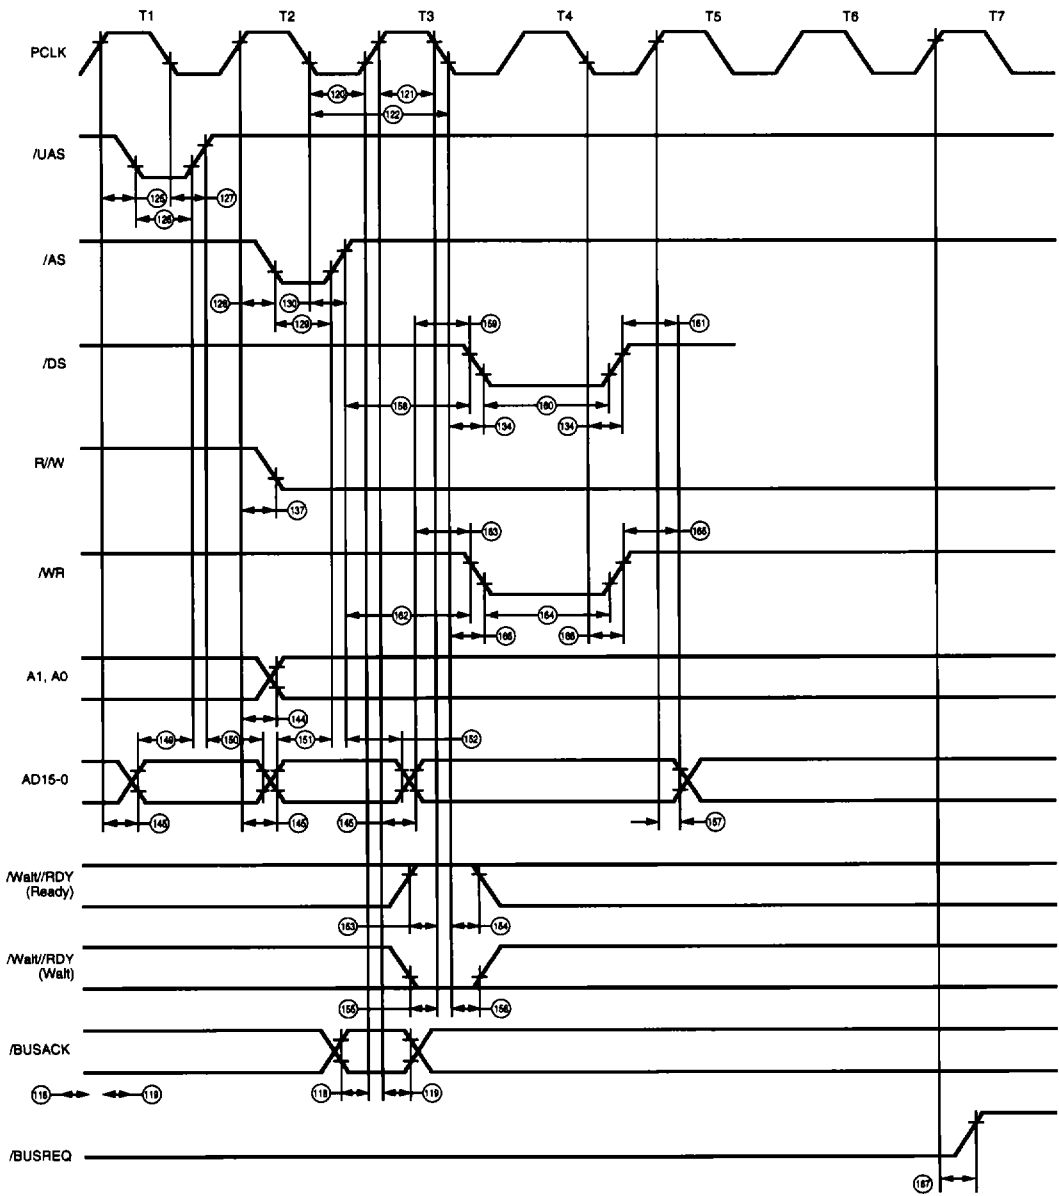 T1 T2 T3 T4 T5 T6 T7
PCLK
120 121
122
/UAS
125 127
126
/AS
128 130
129
159 161
/DS
158 160
134 134
R//W
137
163 165
/WR
162 164
166 166
A1, A0
144
149 150 151 152
AD15-0
145 145 145 157
/Wait//RDY
(Ready)
153 154
/Wait//RDY
(Wait)
155 156
/BUSACK
118 119 118 119
/BUSREQ
167